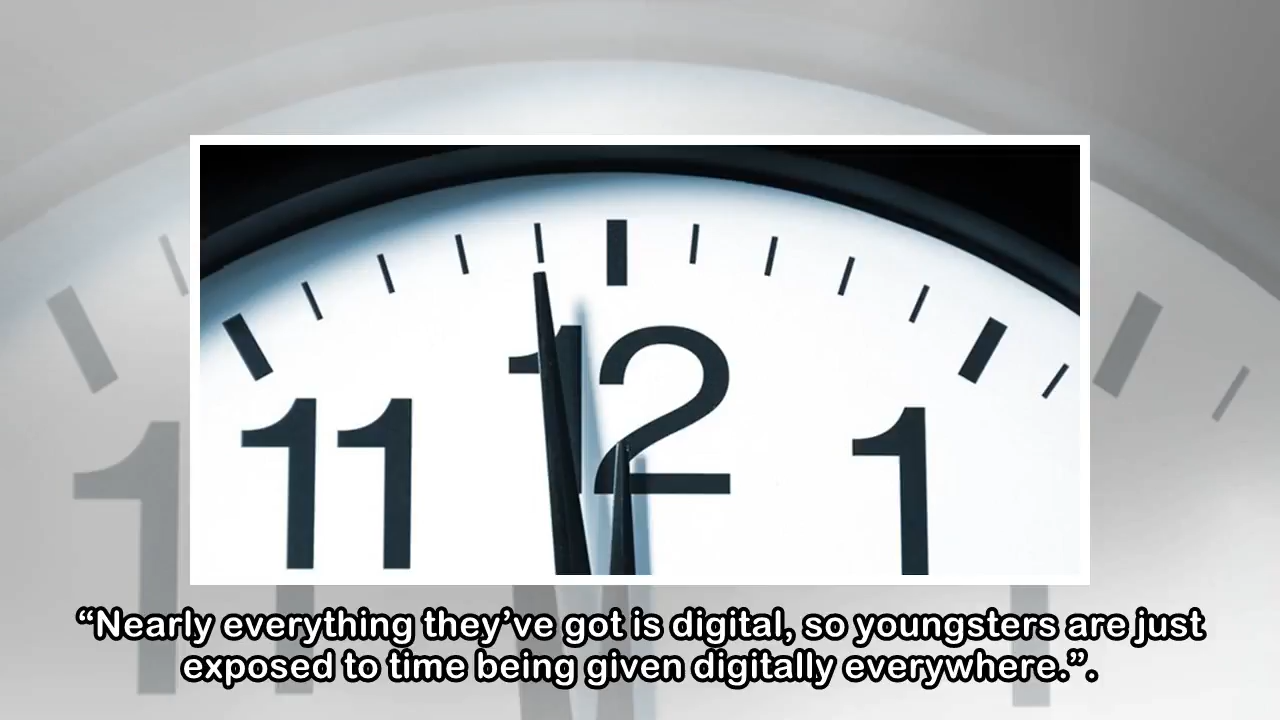 12
11
1
“Nearly everything they’ve got is digital, so youngsters are just
exposed to time being given digitally everywhere.”.